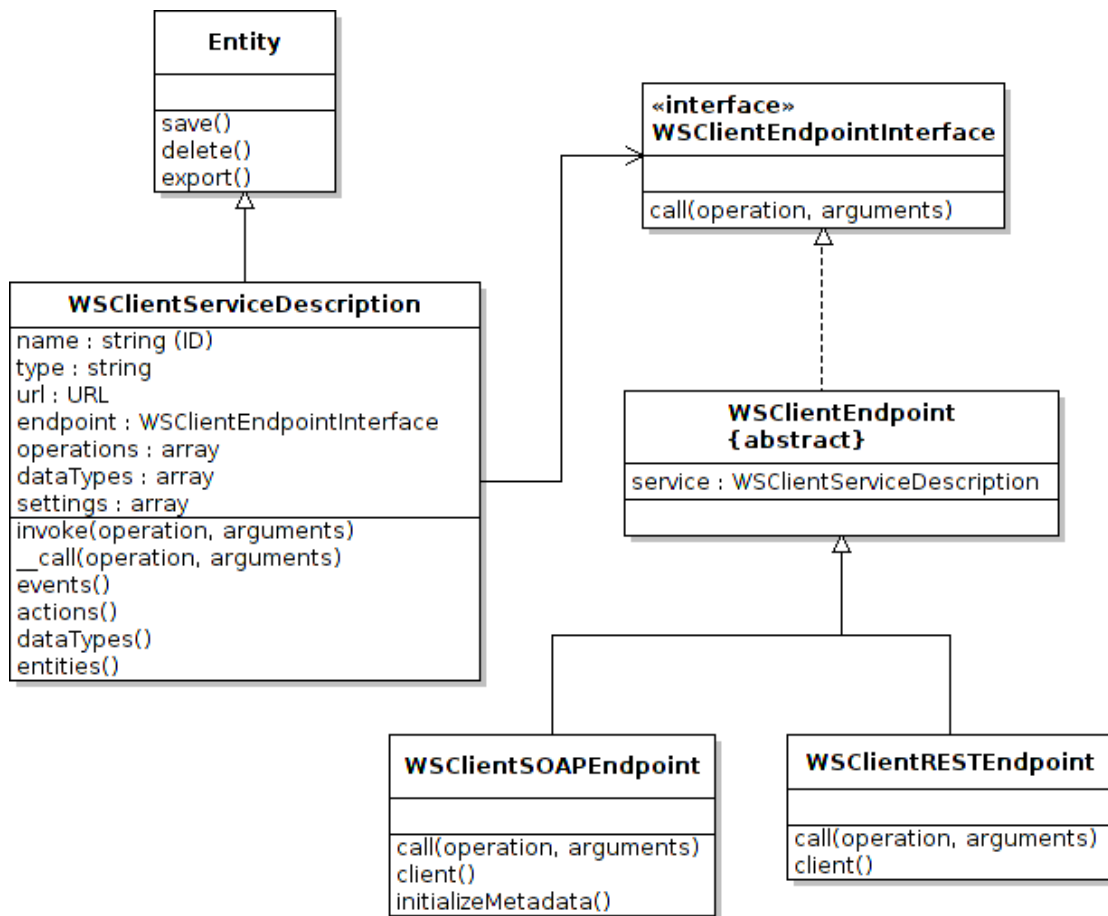 Entity
save()
delete()
export()
«interface»
WSClientEndpointInterface
call(operation, arguments)
WSClientServiceDescription
name : string (ID)
type : string
url : URL
endpoint : WSClientEndpointInterface
operations : array
dataTypes : array
settings : array
invoke(operation, arguments)
__call(operation, arguments)
events()
actions()
dataTypes()
entities()
WSClientEndpoint
{abstract}
service : WSClientServiceDescription
WSClientSOAPEndpoint
call(operation, arguments)
client()
initializeMetadata()
WSClientRESTEndpoint
call(operation, arguments)
client()